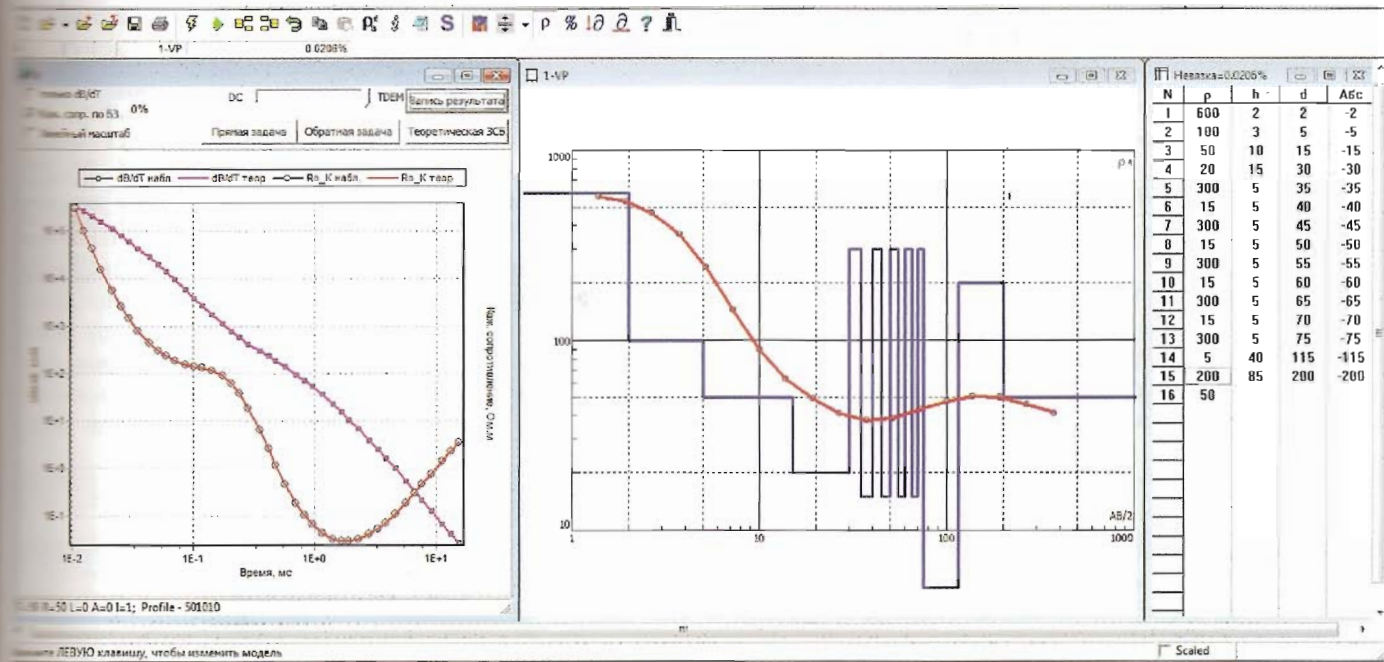 1-VP 0.0206%
DC TDEM Запись результата
0%
Прямая задача Обратная задача Теоретическая ЗСБ
dB/dT набл. dB/dT теор Ro_K набл. Ro_K теор
Каж. сопротивление, Ом.м
1E-2 1E-1 1E+0 1E+1
Время, мс
L=0 A=0 I=1; Profile - 501010
ЛЕВУЮ клавишу, чтобы изменить модель
1-VP
1000
100
10
1 10 100 1000
AB/2
Невязка=0.0206%
N ρ h d Абс
1 600 2 2 -2
2 100 3 5 -5
3 50 10 15 -15
4 20 15 30 -30
5 300 5 35 -35
6 15 5 40 -40
7 300 5 45 -45
8 15 5 50 -50
9 300 5 55 -55
10 15 5 60 -60
11 300 5 65 -65
12 15 5 70 -70
13 300 5 75 -75
14 5 40 115 -115
15 200 85 200 -200
16 50
Scaled